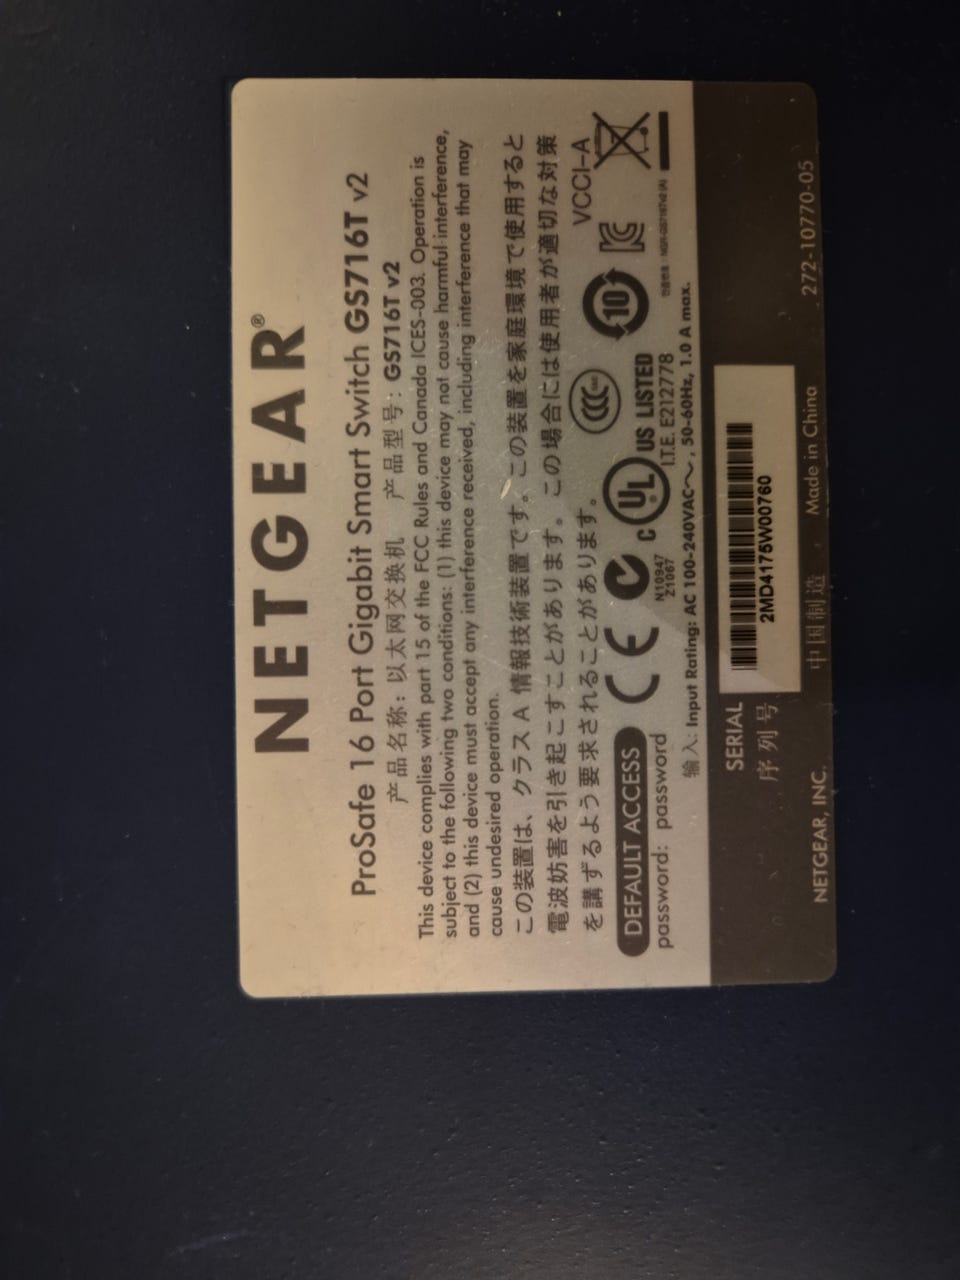 NETGEAR®
ProSafe 16 Port Gigabit Smart Switch GS716T v2
产品名称: 以太网交换机 产品型号: GS716T v2
This device complies with part 15 of the FCC Rules and Canada ICES-003. Operation is
subject to the following two conditions: (1) this device may not cause harmful interference,
and (2) this device must accept any interference received, including interference that may
cause undesired operation.
この装置は、クラス A 情報技術装置です。この装置を家庭環境で使用すると
電波妨害を引き起こすことがあります。この場合には使用者が適切な対策
を講ずるよう要求されることがあります。
VCCI-A
DEFAULT ACCESS
password: password
CE
N10947
Z1067
C UL US LISTED
I.T.E. E212778
CCC
10
输入: Input Rating: AC 100-240VAC～, 50-60Hz, 1.0 A max.
SERIAL
序列号
2MD4175W00760
NETGEAR, INC.
中国制造 Made in China
272-10770-05